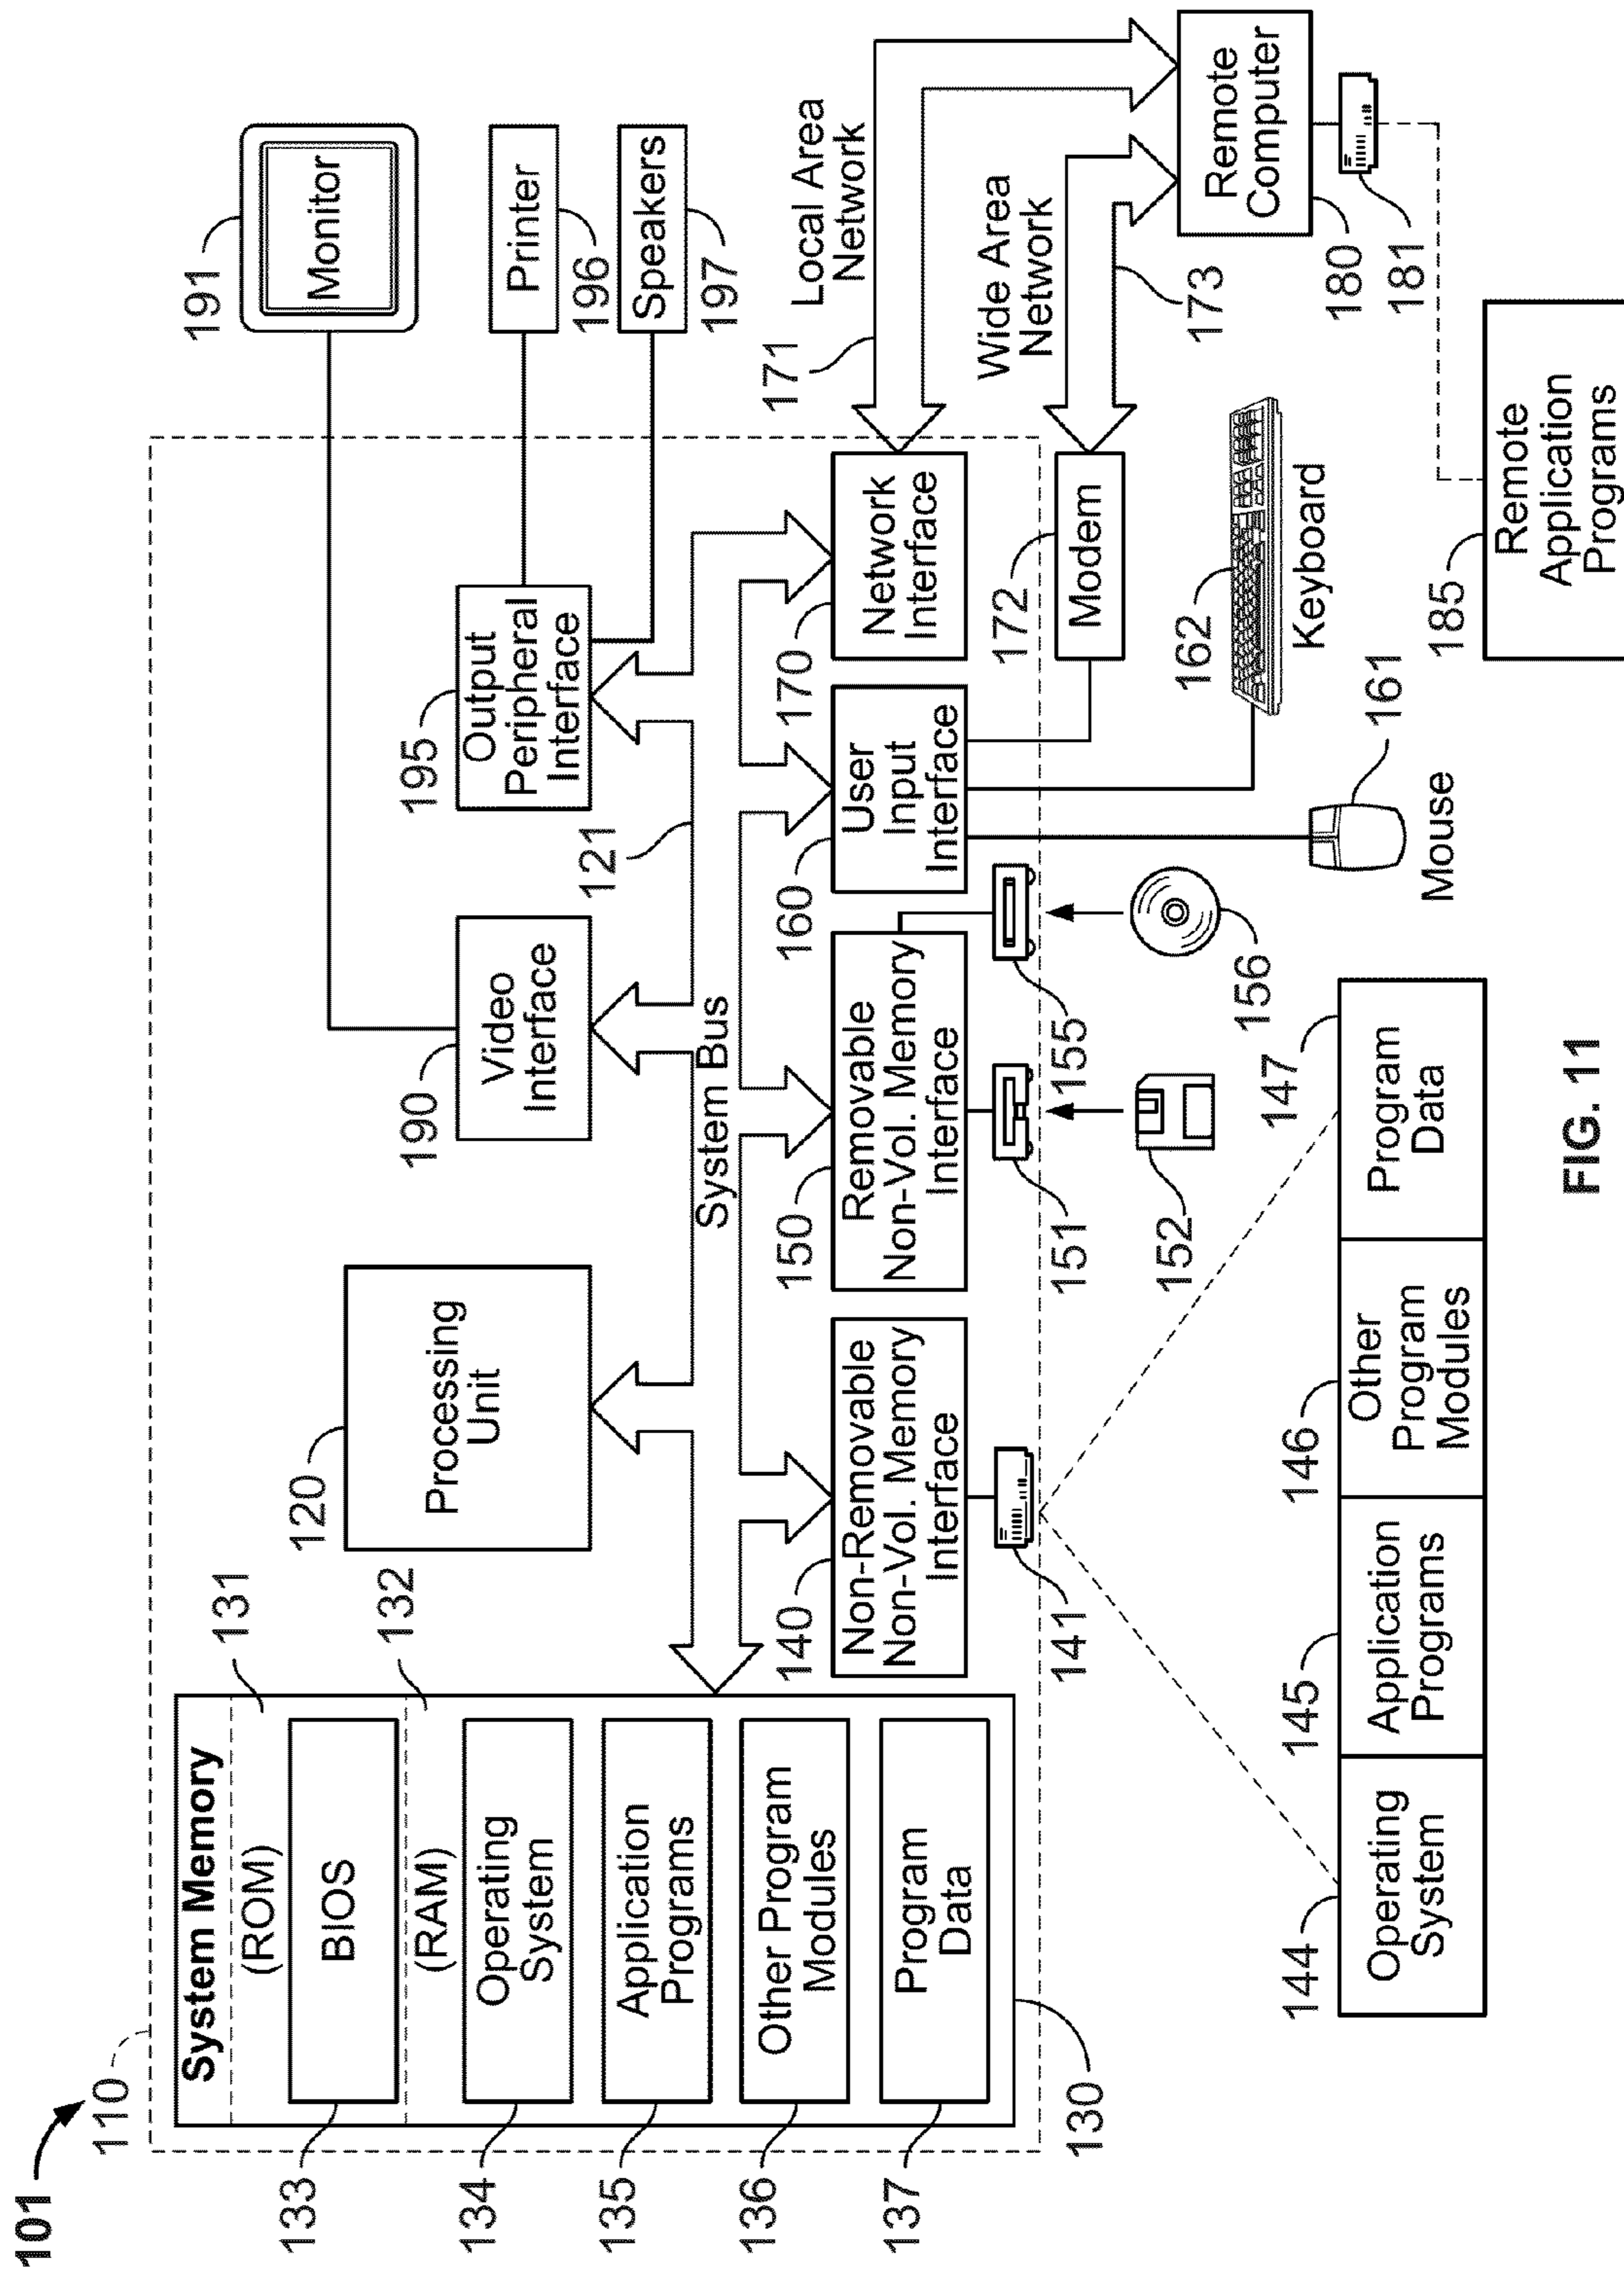 101
110
System Memory
(ROM)
131
BIOS
133
(RAM)
132
Operating
System
134
Application
Programs
135
Other Program
Modules
136
Program
Data
137
130
120
Processing
Unit
190
Video
Interface
121
System Bus
195
Output
Peripheral
Interface
191
Monitor
Printer
196
Speakers
197
140
Non-Removable
Non-Vol. Memory
Interface
141
150
Removable
Non-Vol. Memory
Interface
151
155
152
156
160
User
Input
Interface
170
Network
Interface
172
Modem
171
Local Area
Network
Wide Area
Network
173
Remote
Computer
180
181
162
Keyboard
161
Mouse
185
Remote
Application
Programs
144
Operating
System
145
Application
Programs
146
Other
Program
Modules
147
Program
Data
FIG. 11